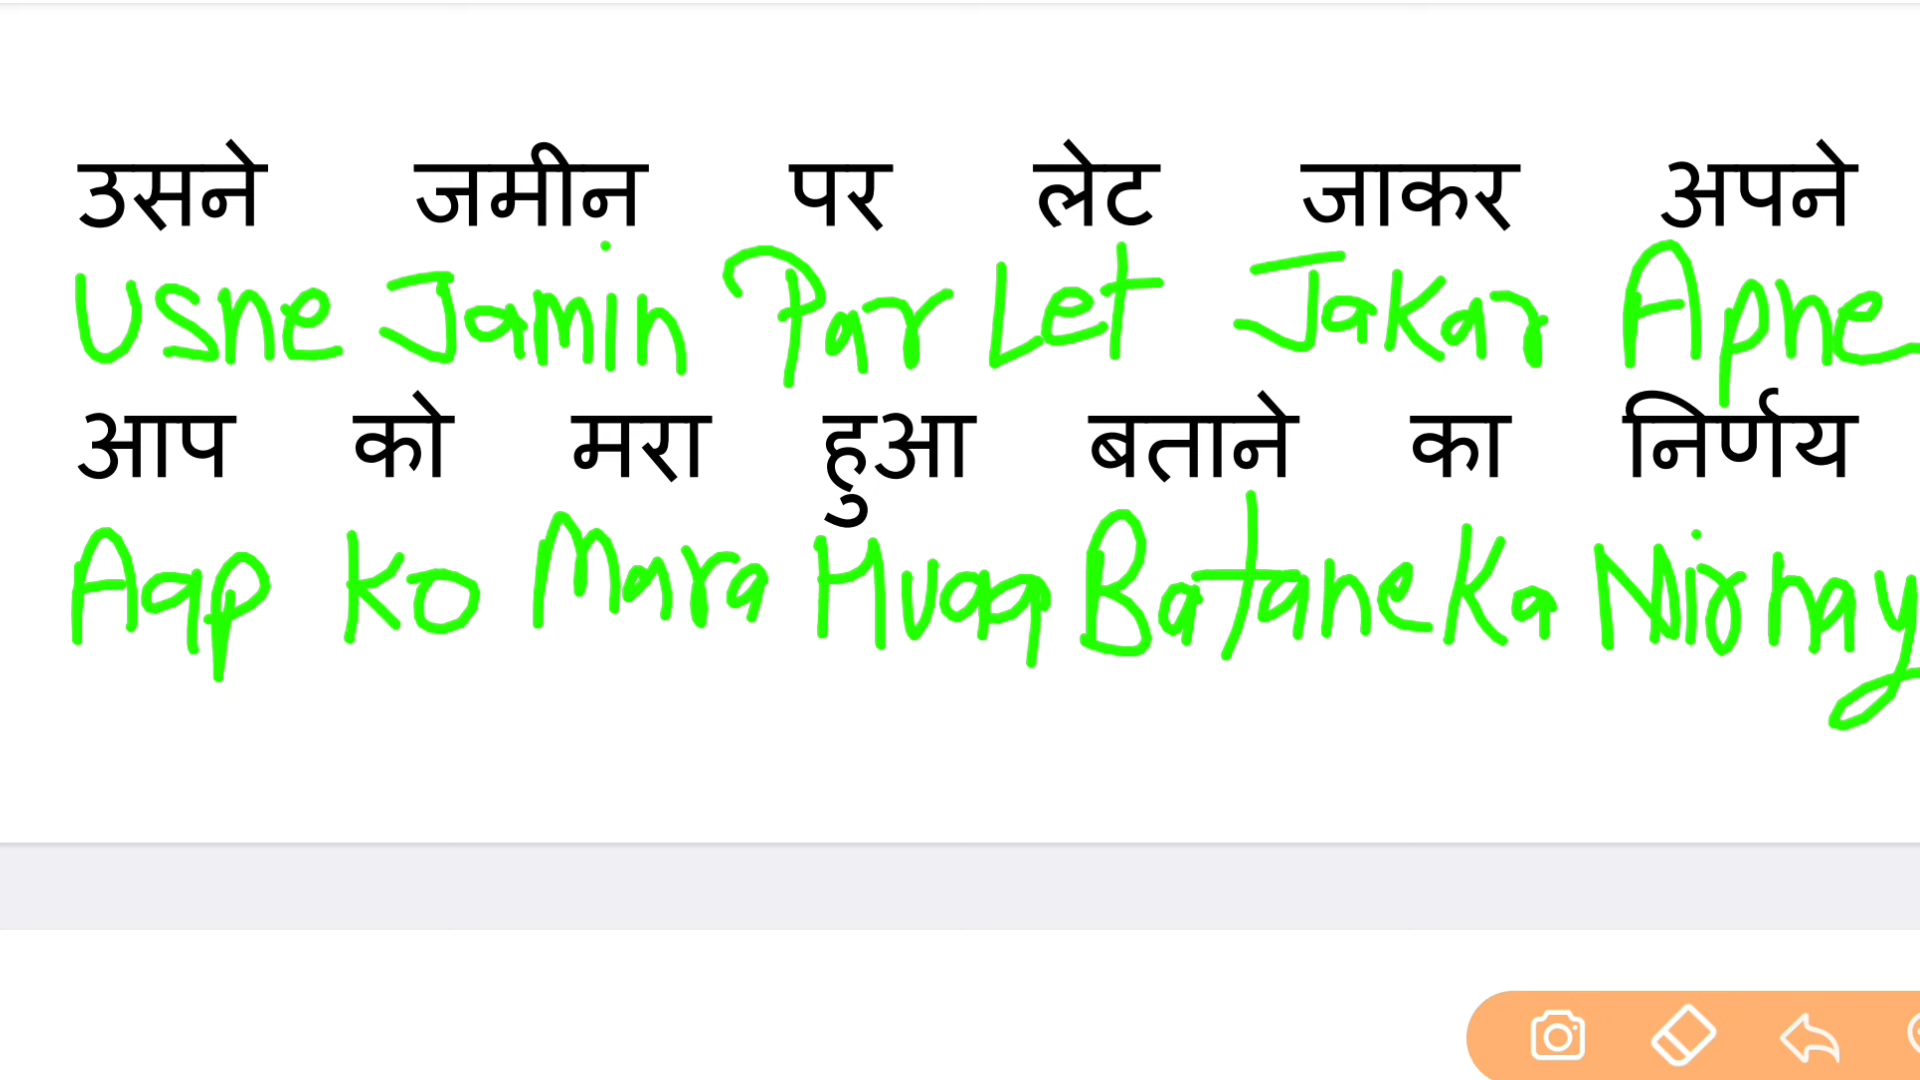 उसने जमीन पर लेट जाकर अपने
Usne Jamin Par Let Jakar Apne
आप को मरा हुआ बताने का निर्णय
Aap Ko Mara Huaa Batane Ka Nirnay